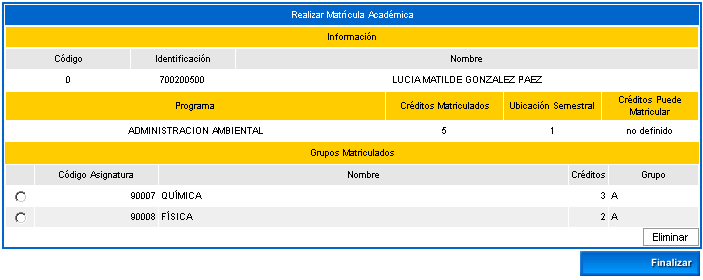 Realizar Matrícula Académica
Información
Código Identificación Nombre
0 700200500 LUCIA MATILDE GONZALEZ PAEZ
Programa Créditos Matriculados Ubicación Semestral Créditos Puede Matricular
ADMINISTRACION AMBIENTAL 5 1 no definido
Grupos Matriculados
Código Asignatura Nombre Créditos Grupo
90007 QUÍMICA 3 A
90008 FÍSICA 2 A
Eliminar
Finalizar